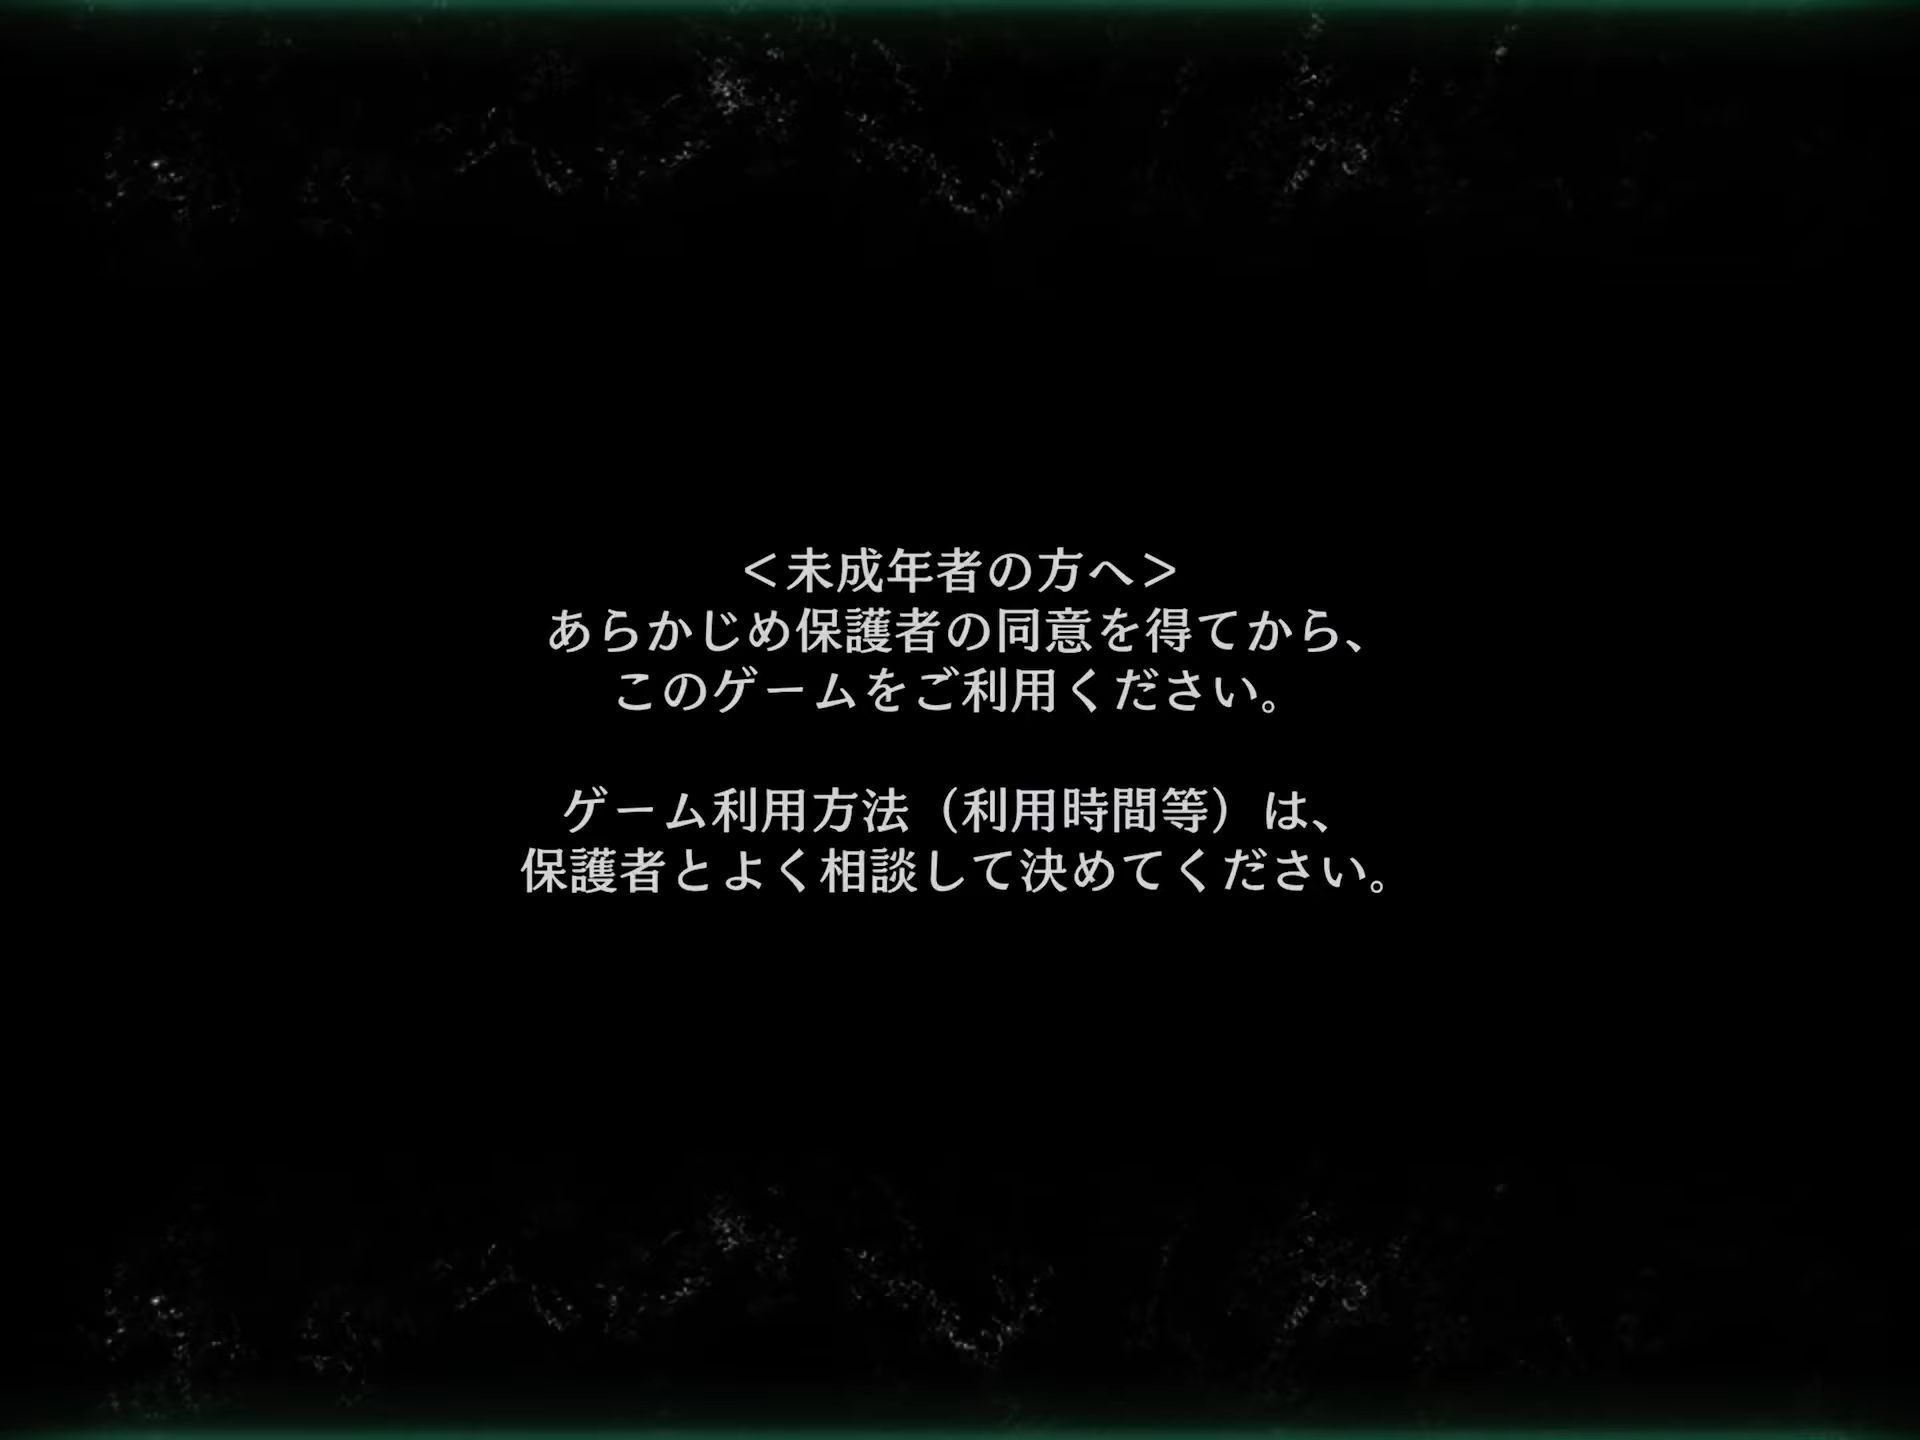 ＜未成年者の方へ＞
あらかじめ保護者の同意を得てから、
このゲームをご利用ください。
ゲーム利用方法（利用時間等）は、
保護者とよく相談して決めてください。